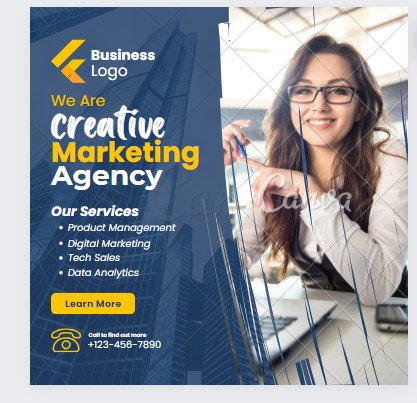 Business
Logo
We Are
creative
Marketing
Agency
Our Services
• Product Management
• Digital Marketing
• Tech Sales
• Data Analytics
Learn More
Call to find out more
+123-456-7890
Canva